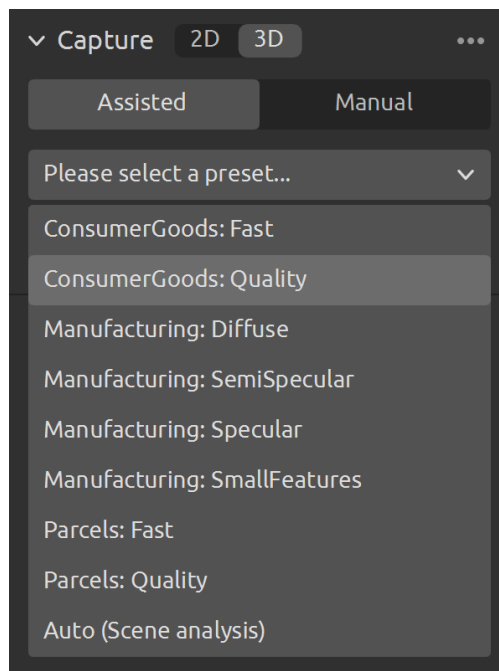 Capture 2D 3D
Assisted Manual
Please select a preset...
ConsumerGoods: Fast
ConsumerGoods: Quality
Manufacturing: Diffuse
Manufacturing: SemiSpecular
Manufacturing: Specular
Manufacturing: SmallFeatures
Parcels: Fast
Parcels: Quality
Auto (Scene analysis)